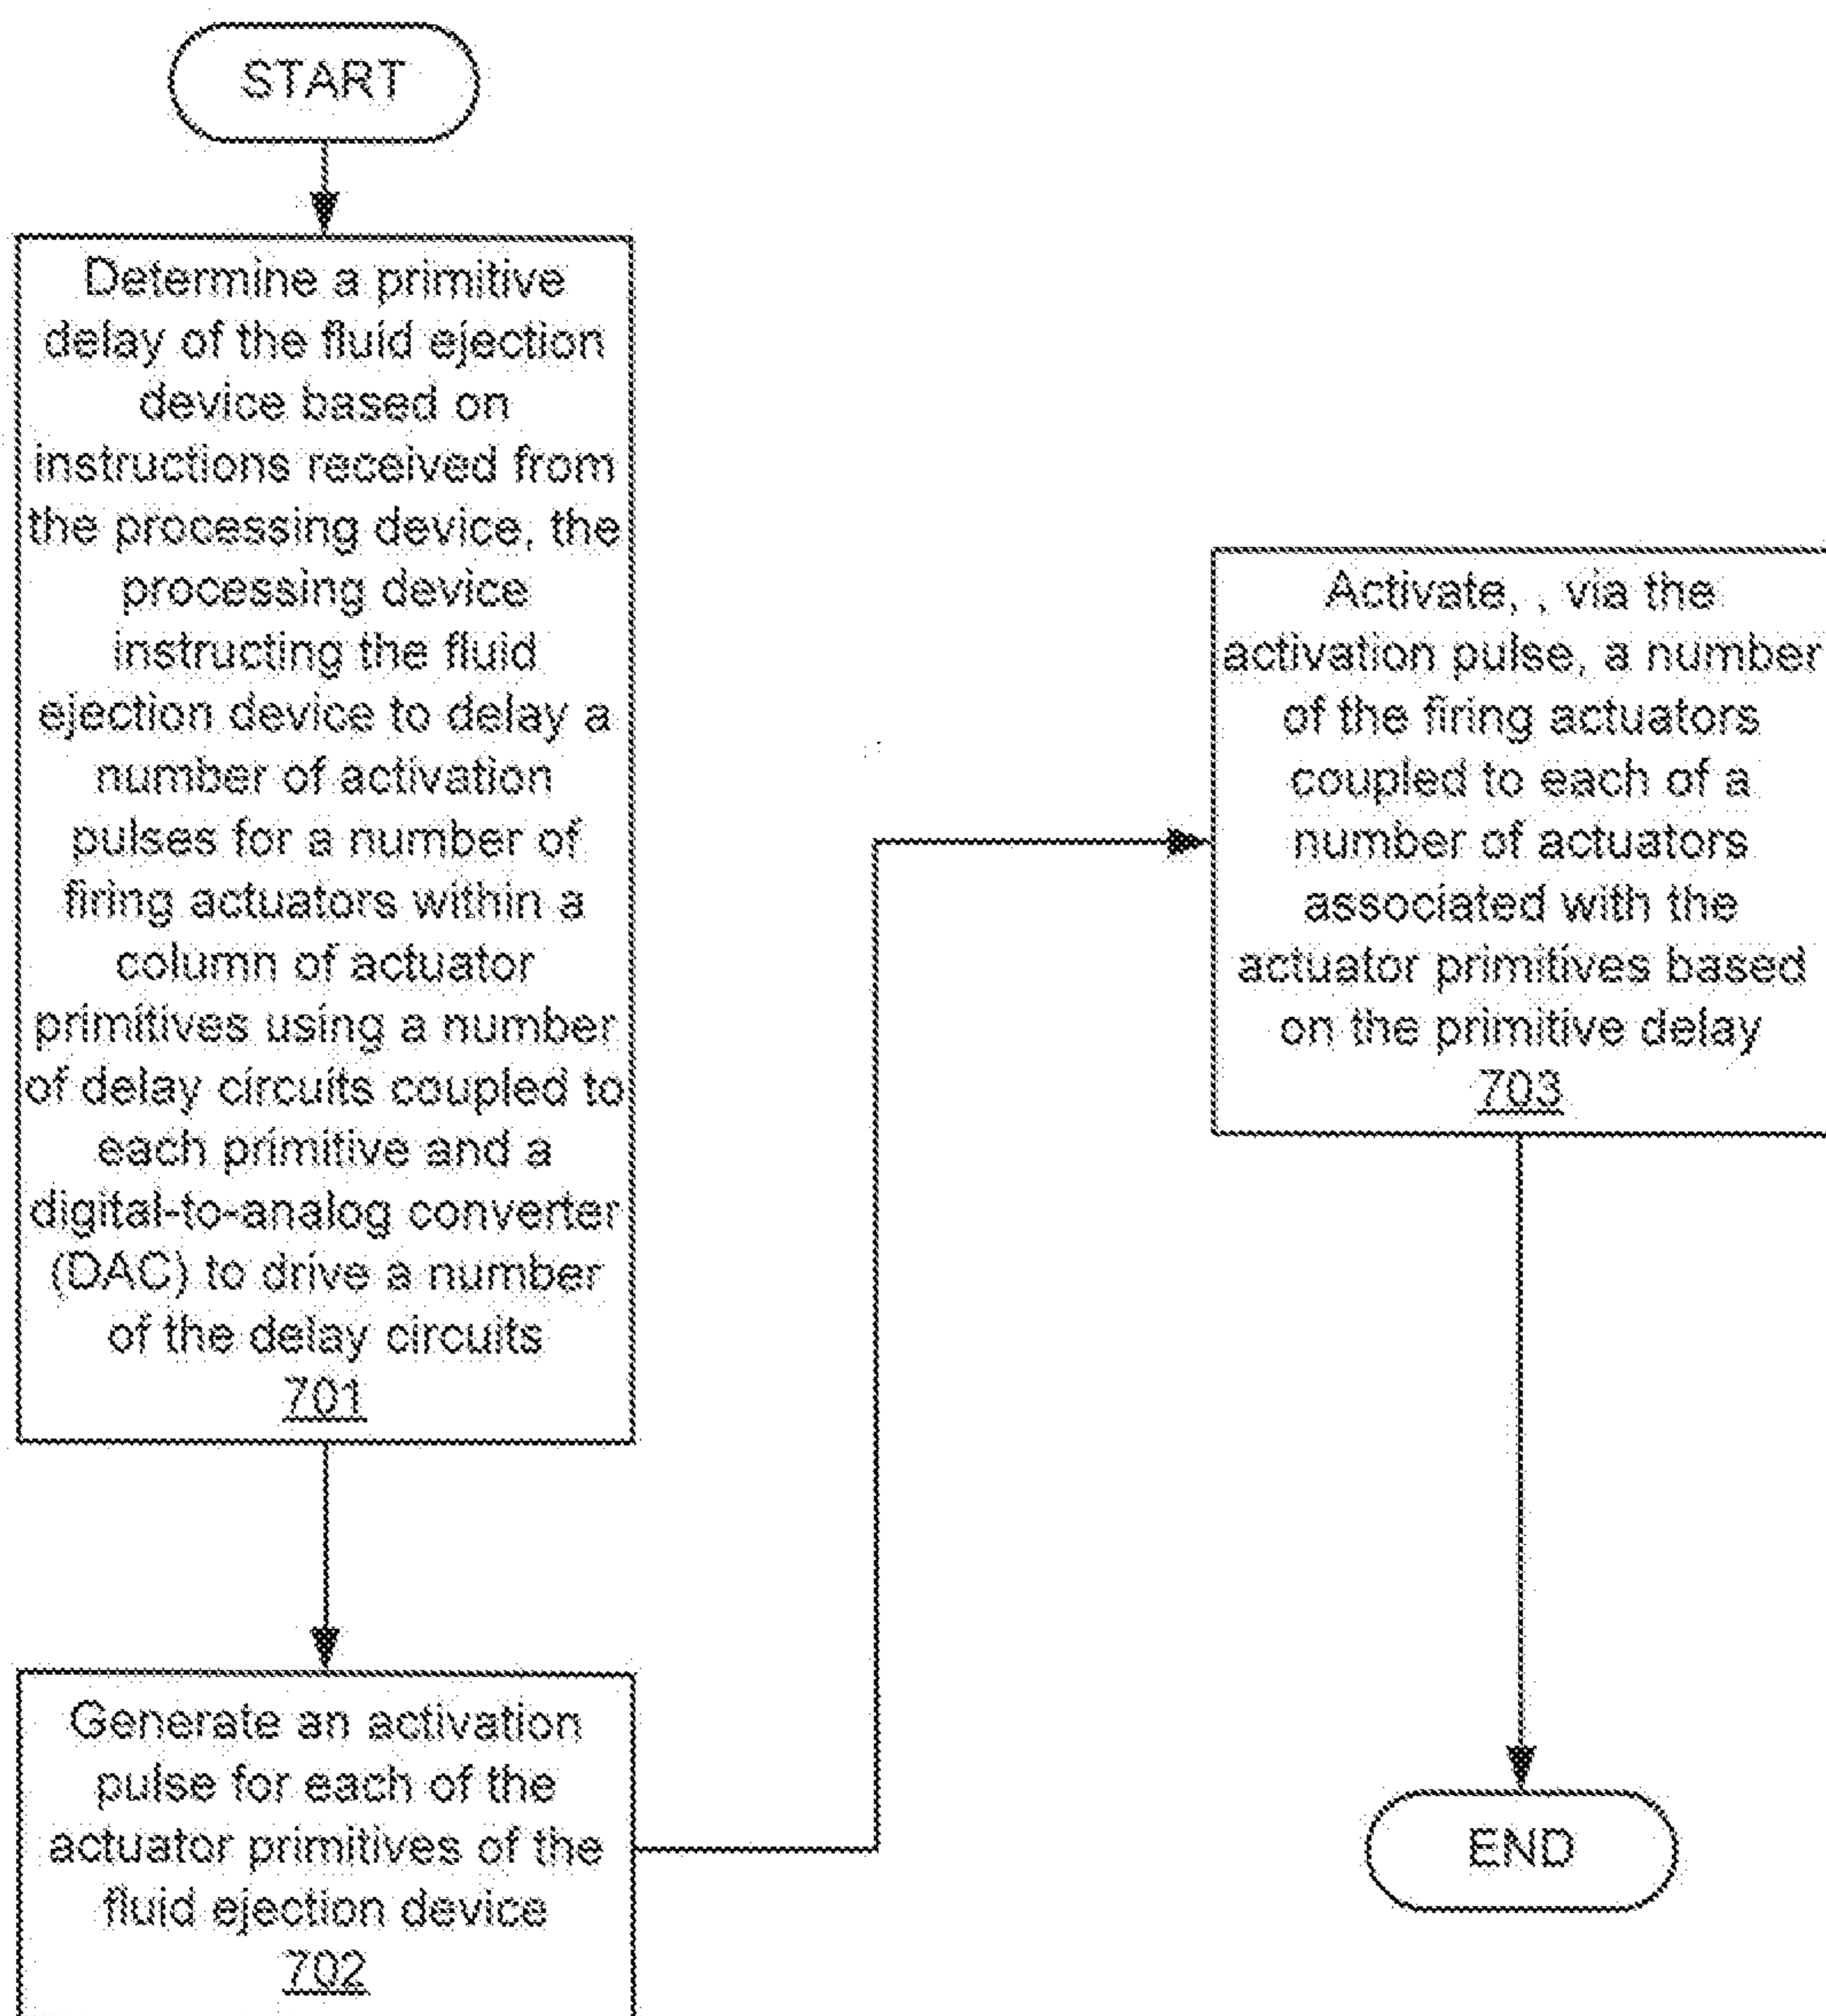 START
Determine a primitive
delay of the fluid ejection
device based on
instructions received from
the processing device, the
processing device
instructing the fluid
ejection device to delay a
number of activation
pulses for a number of
firing actuators within a
column of actuator
primitives using a number
of delay circuits coupled to
each primitive and a
digital-to-analog converter
(DAC) to drive a number
of the delay circuits
701
Generate an activation
pulse for each of the
actuator primitives of the
fluid ejection device
702
Activate, , via the
activation pulse, a number
of the firing actuators
coupled to each of a
number of actuators
associated with the
actuator primitives based
on the primitive delay
703
END